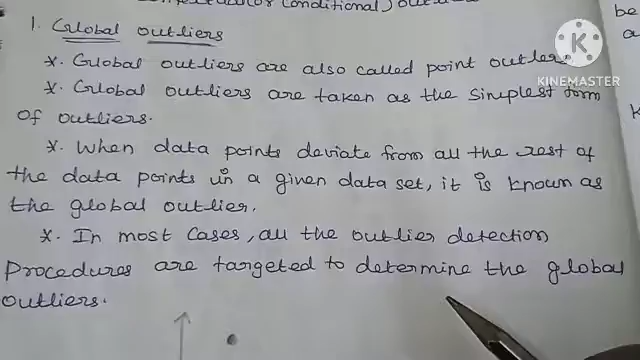 (or Conditional)
1. Global outliers
*. Global outliers are also called point outliers
*. Global outliers are taken as the simplest form
of outliers.
*. When data points deviate from all the rest of
the data points in a given data set, it is known as
the global outlier.
*. In most cases, all the outlier detection
procedures are targeted to determine the global
outliers.
be
a
K
KINEMASTER